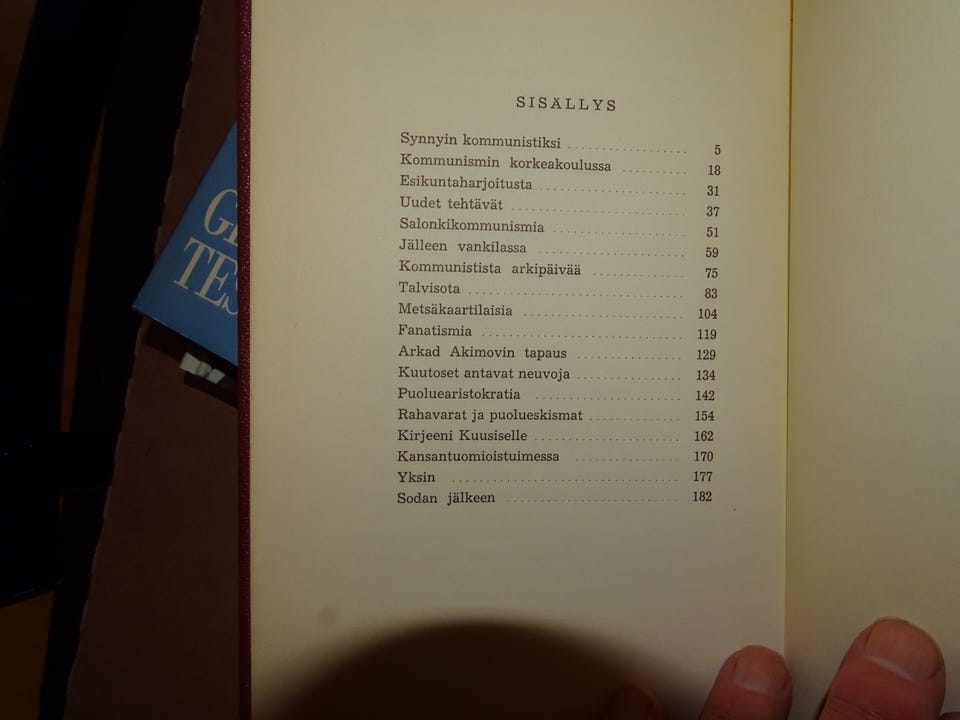 SISÄLLYS
Synnyin kommunistiksi .................... 5
Kommunismin korkeakoulussa .......... 18
Esikuntaharjoitusta ......................... 31
Uudet tehtävät ............................. 37
Salonkikommunismia ...................... 51
Jälleen vankilassa ........................ 59
Kommunistista arkipäivää ............... 75
Talvisota .................................... 83
Metsäkaartilaisia .......................... 104
Fanatismia .................................. 119
Arkad Akimovin tapaus .................. 129
Kuutoset antavat neuvoja ................ 134
Puoluearistokratia ........................ 142
Rahavarat ja puolueskismat ............. 154
Kirjeeni Kuusiselle ........................ 162
Kansantuomioistuimessa ................. 170
Yksin ........................................ 177
Sodan jälkeen ............................. 182